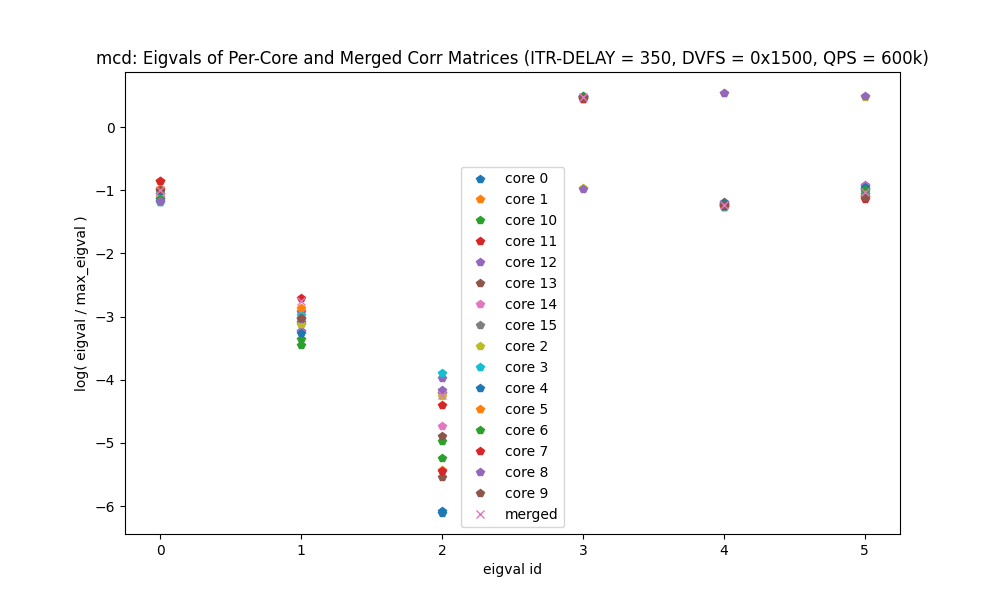 mcd: Eigvals of Per-Core and Merged Corr Matrices (ITR-DELAY = 350, DVFS = 0x1500, QPS = 600k)
log( eigval / max_eigval )
0
−1
−2
−3
−4
−5
−6
core 0
core 1
core 10
core 11
core 12
core 13
core 14
core 15
core 2
core 3
core 4
core 5
core 6
core 7
core 8
core 9
merged
0 1 2 3 4 5
eigval id